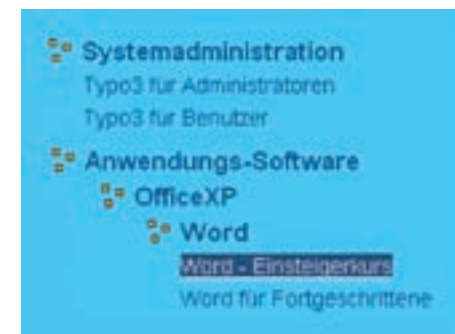 Systemadministration
Typo3 für Administratoren
Typo3 für Benutzer
Anwendungs-Software
OfficeXP
Word
Word - Einsteigerkurs
Word für Fortgeschrittene